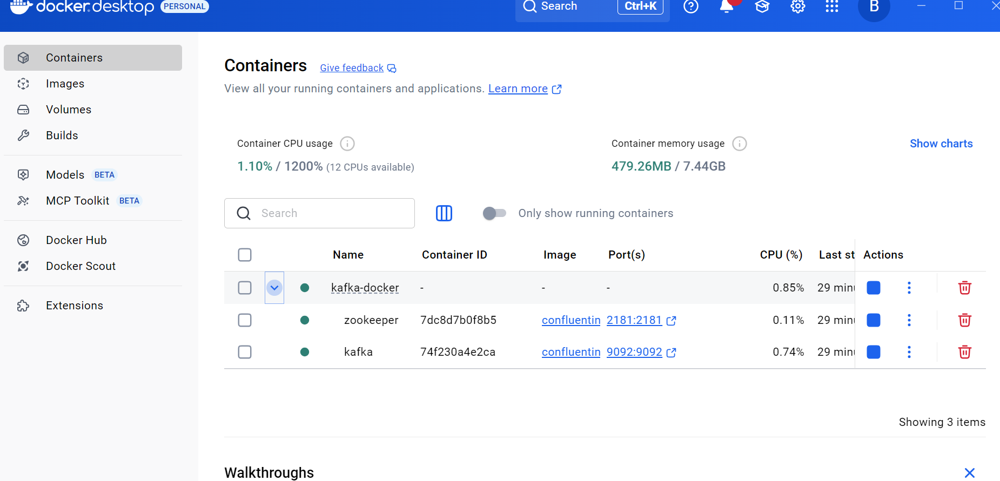 docker desktop PERSONAL
Search Ctrl+K
B
Containers
Images
Volumes
Builds
Models BETA
MCP Toolkit BETA
Docker Hub
Docker Scout
Extensions
Containers Give feedback
View all your running containers and applications. Learn more
Container CPU usage
1.10% / 1200% (12 CPUs available)
Container memory usage
479.26MB / 7.44GB
Show charts
Search
Only show running containers
Name Container ID Image Port(s) CPU (%) Last st Actions
kafka-docker - - - 0.85% 29 min
zookeeper 7dc8d7b0f8b5 confluentin 2181:2181 0.11% 29 min
kafka 74f230a4e2ca confluentin 9092:9092 0.74% 29 min
Showing 3 items
Walkthroughs